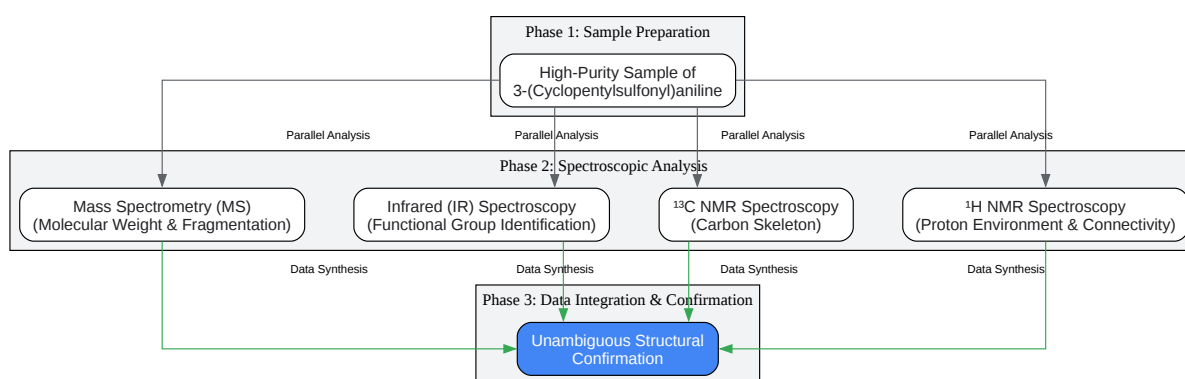 Phase 1: Sample Preparation
High-Purity Sample of
3-(Cyclopentylsulfonyl)aniline
Parallel Analysis
Parallel Analysis
Parallel Analysis
Parallel Analysis
Phase 2: Spectroscopic Analysis
Mass Spectrometry (MS)
(Molecular Weight & Fragmentation)
Infrared (IR) Spectroscopy
(Functional Group Identification)
¹³C NMR Spectroscopy
(Carbon Skeleton)
¹H NMR Spectroscopy
(Proton Environment & Connectivity)
Data Synthesis
Data Synthesis
Data Synthesis
Data Synthesis
Phase 3: Data Integration & Confirmation
Unambiguous Structural
Confirmation